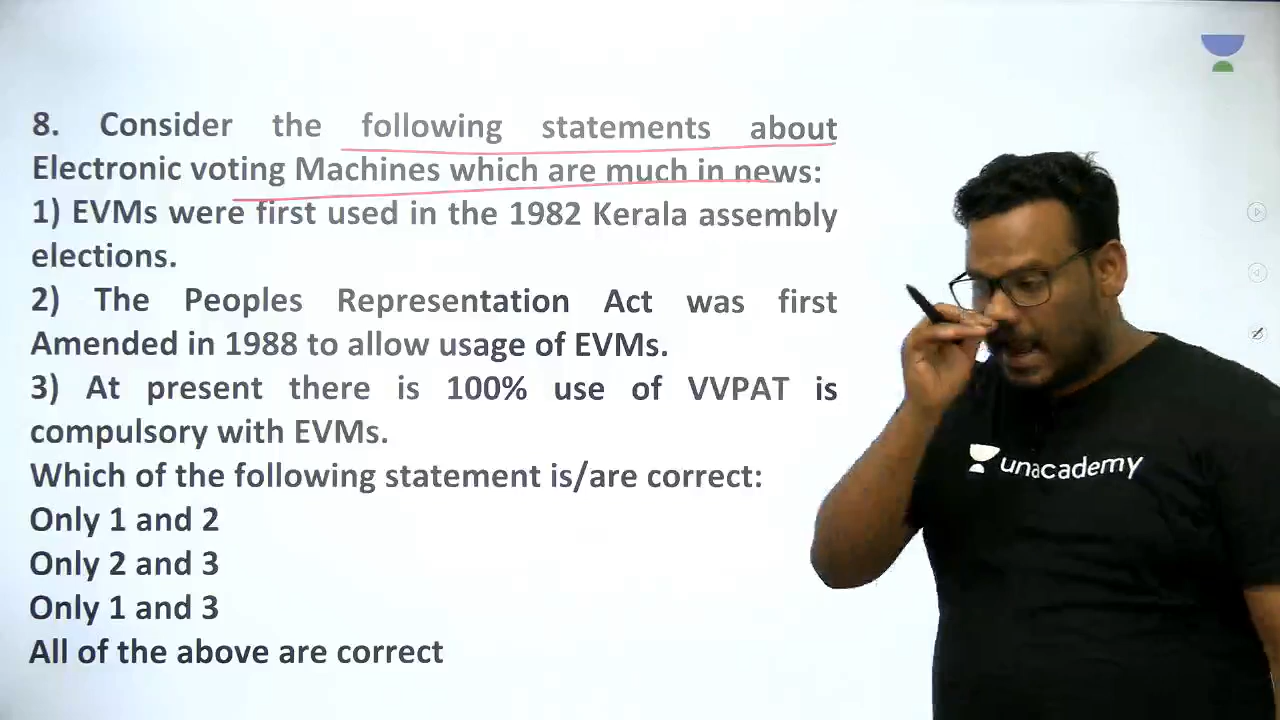 8. Consider the following statements about
Electronic voting Machines which are much in news:
1) EVMs were first used in the 1982 Kerala assembly
elections.
2) The Peoples Representation Act was first
Amended in 1988 to allow usage of EVMs.
3) At present there is 100% use of VVPAT is
compulsory with EVMs.
Which of the following statement is/are correct:
Only 1 and 2
Only 2 and 3
Only 1 and 3
All of the above are correct
unacademy